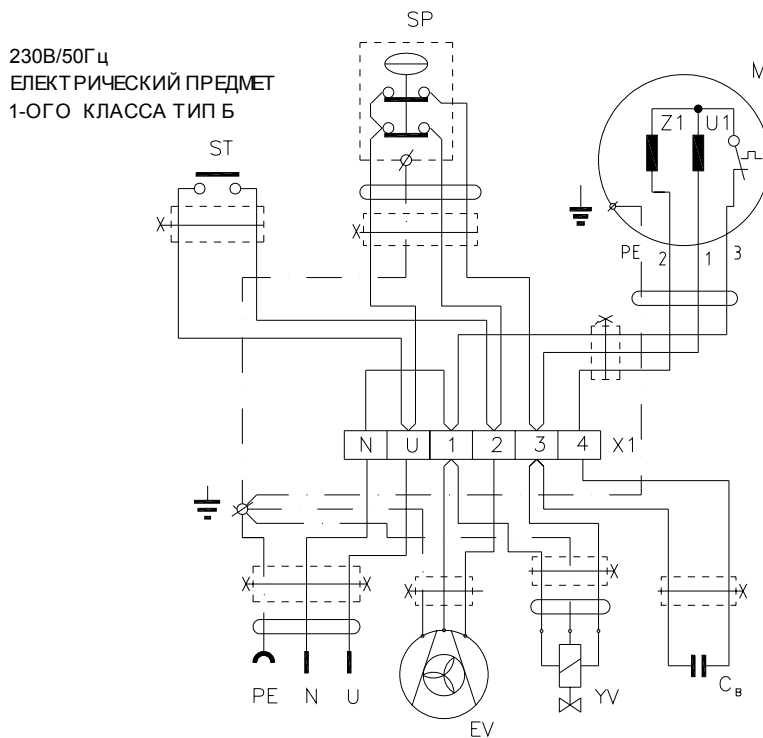 SP
230В/50Гц
ЕЛЕКТРИЧЕСКИЙ ПРЕДМЕТ
1-ОГО КЛАССА ТИП Б
M
Z1 U1
ST
PE 2 1 3
N U 1 2 3 4 X1
PE N U
EV
YV
Cв